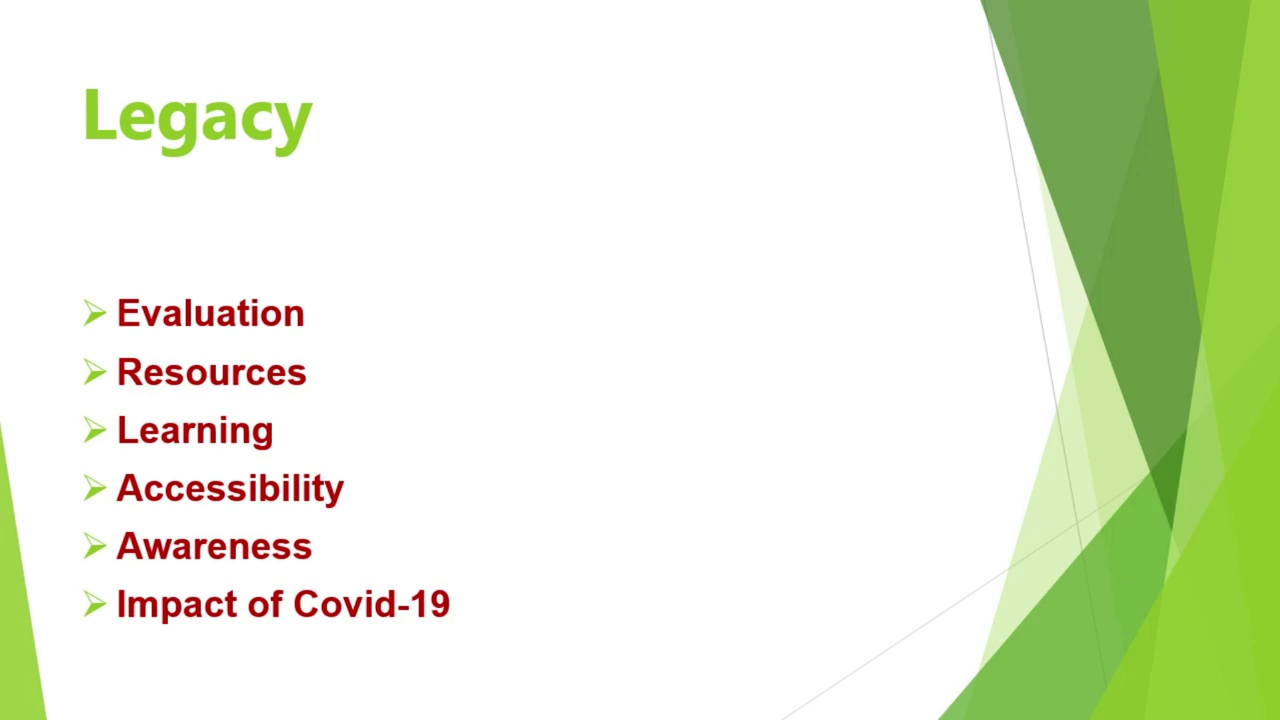 Legacy
Evaluation
Resources
Learning
Accessibility
Awareness
Impact of Covid-19